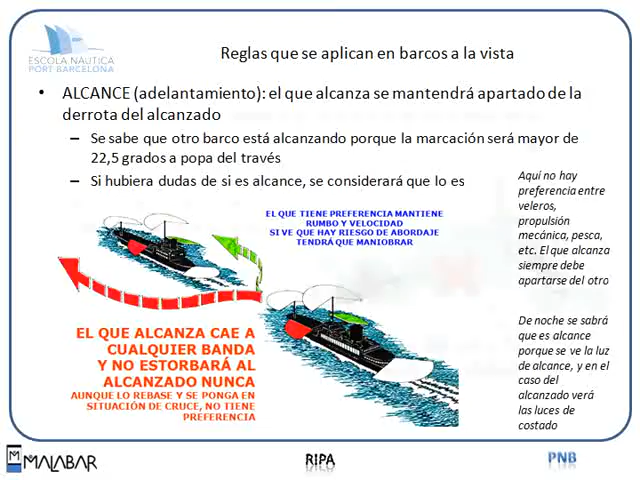 ESCOLA NÀUTICA
PORT BARCELONA
Reglas que se aplican en barcos a la vista
• ALCANCE (adelantamiento): el que alcanza se mantendrá apartado de la
derrota del alcanzado
– Se sabe que otro barco está alcanzando porque la marcación será mayor de
22,5 grados a popa del través
– Si hubiera dudas de si es alcance, se considerará que lo es
EL QUE TIENE PREFERENCIA MANTIENE
RUMBO Y VELOCIDAD
SI VE QUE HAY RIESGO DE ABORDAJE
TENDRÁ QUE MANIOBRAR
EL QUE ALCANZA CAE A
CUALQUIER BANDA
Y NO ESTORBARÁ AL
ALCANZADO NUNCA
AUNQUE LO REBASE Y SE PONGA EN
SITUACIÓN DE CRUCE, NO TIENE
PREFERENCIA
Aquí no hay
preferencia entre
veleros,
propulsión
mecánica, pesca,
etc. El que alcanza
siempre debe
apartarse del otro
De noche se sabrá
que es alcance
porque se ve la luz
de alcance, y en el
caso del
alcanzado verá
las luces de
costado
MALABAR
RIPA
PNB